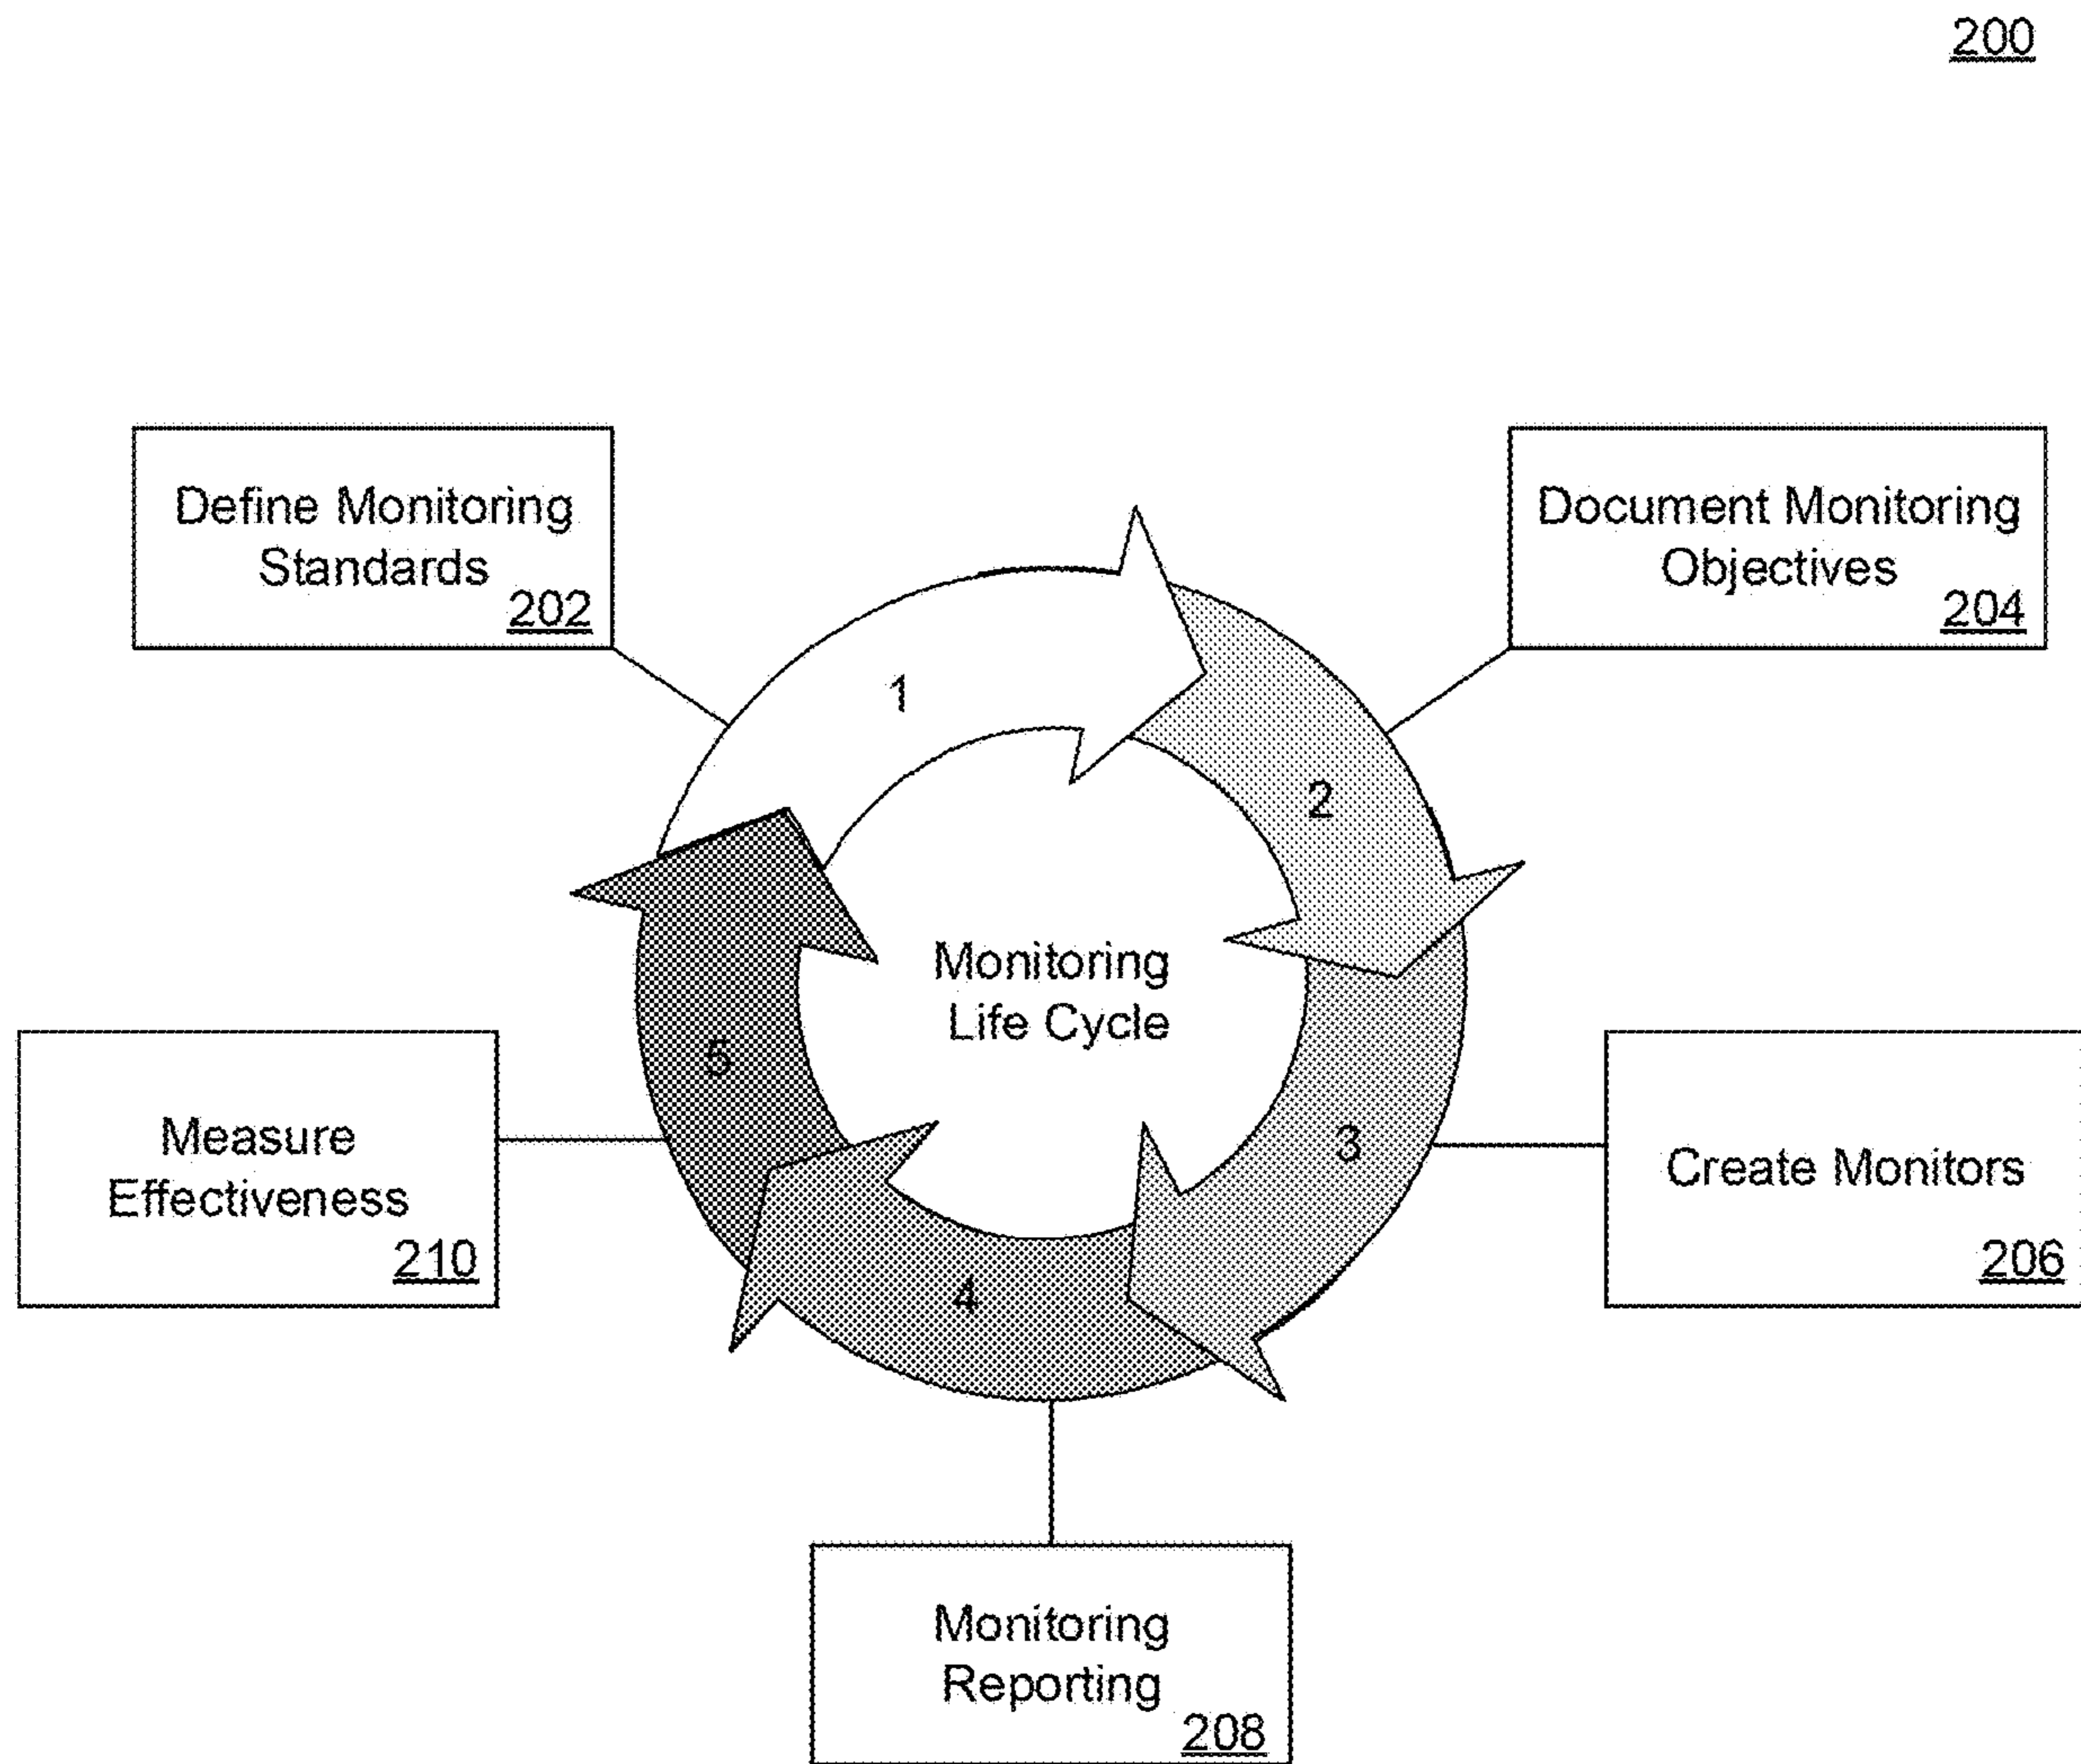 200
Define Monitoring
Standards
202
Document Monitoring
Objectives
204
1
2
Monitoring
Life Cycle
Measure
Effectiveness
210
5
3
Create Monitors
206
4
Monitoring
Reporting
208